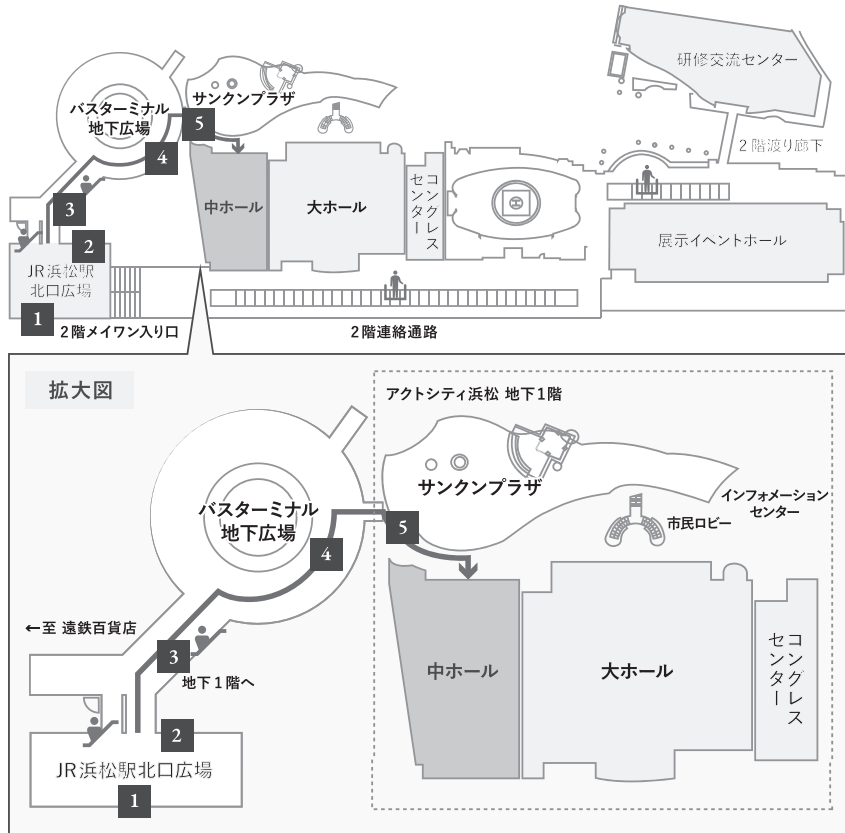 研修交流センター
バスターミナル
地下広場
サンクンプラザ
5
4
2階渡り廊下
3
中ホール
大ホール
コングレス
センター
2
展示イベントホール
JR浜松駅
北口広場
1
2階メイワン入り口
2階連絡通路
拡大図
アクトシティ浜松 地下1階
サンクンプラザ
バスターミナル
地下広場
インフォメーション
センター
市民ロビー
5
4
←至 遠鉄百貨店
3
地下1階へ
中ホール
大ホール
コングレス
センター
2
JR浜松駅北口広場
1